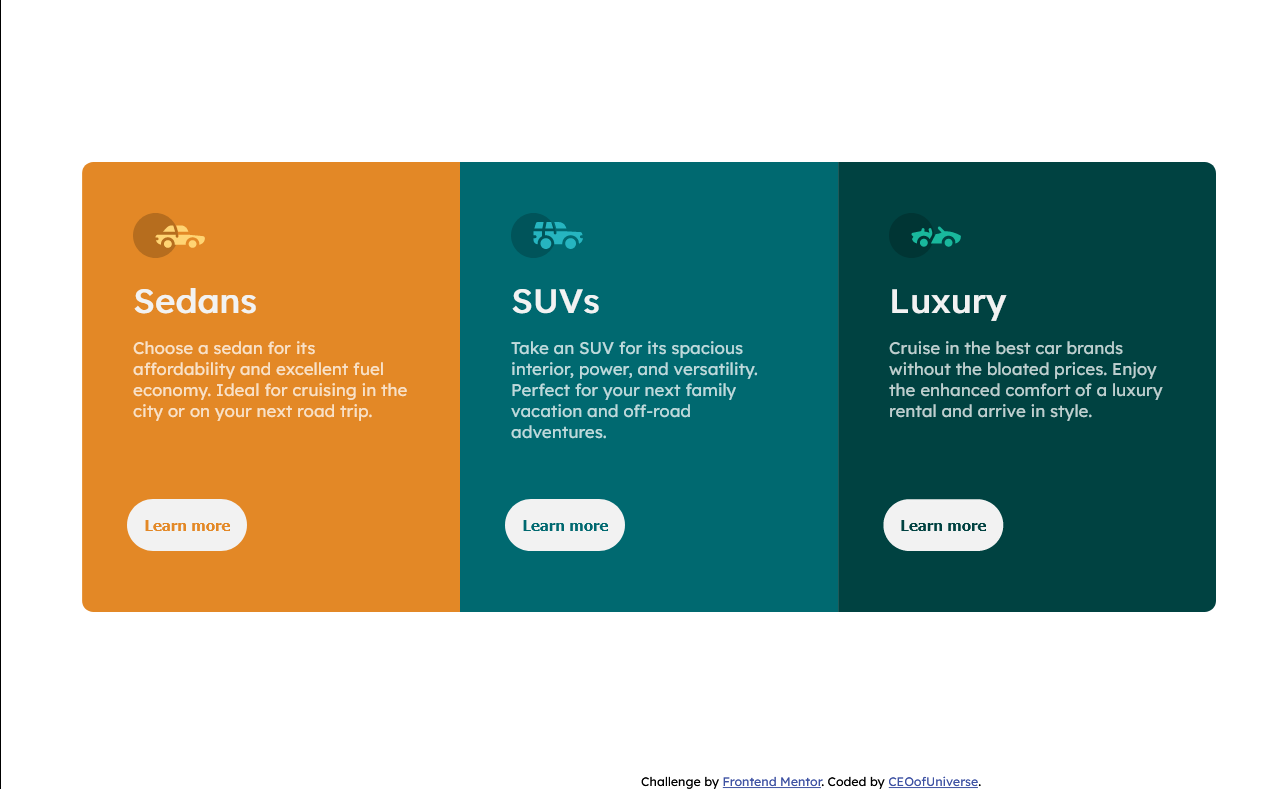 Sedans
Choose a sedan for its
affordability and excellent fuel
economy. Ideal for cruising in the
city or on your next road trip.
Learn more
SUVs
Take an SUV for its spacious
interior, power, and versatility.
Perfect for your next family
vacation and off-road
adventures.
Learn more
Luxury
Cruise in the best car brands
without the bloated prices. Enjoy
the enhanced comfort of a luxury
rental and arrive in style.
Learn more
Challenge by Frontend Mentor. Coded by CEOofUniverse.